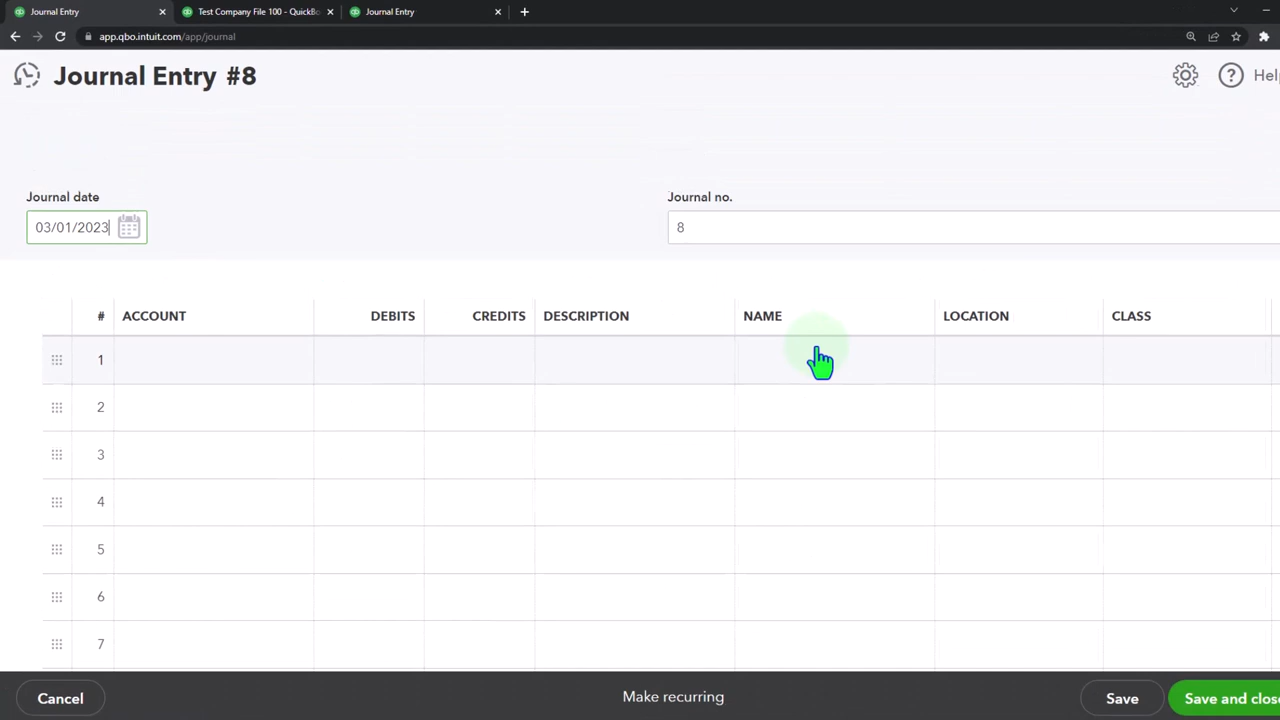 Journal Entry
Test Company File 100 - QuickBo
Journal Entry
app.qbo.intuit.com/app/journal
Journal Entry #8
Help
Journal date
Journal no.
03/01/2023
8
# ACCOUNT DEBITS CREDITS DESCRIPTION NAME LOCATION CLASS
1
2
3
4
5
6
7
Cancel
Make recurring
Save
Save and close